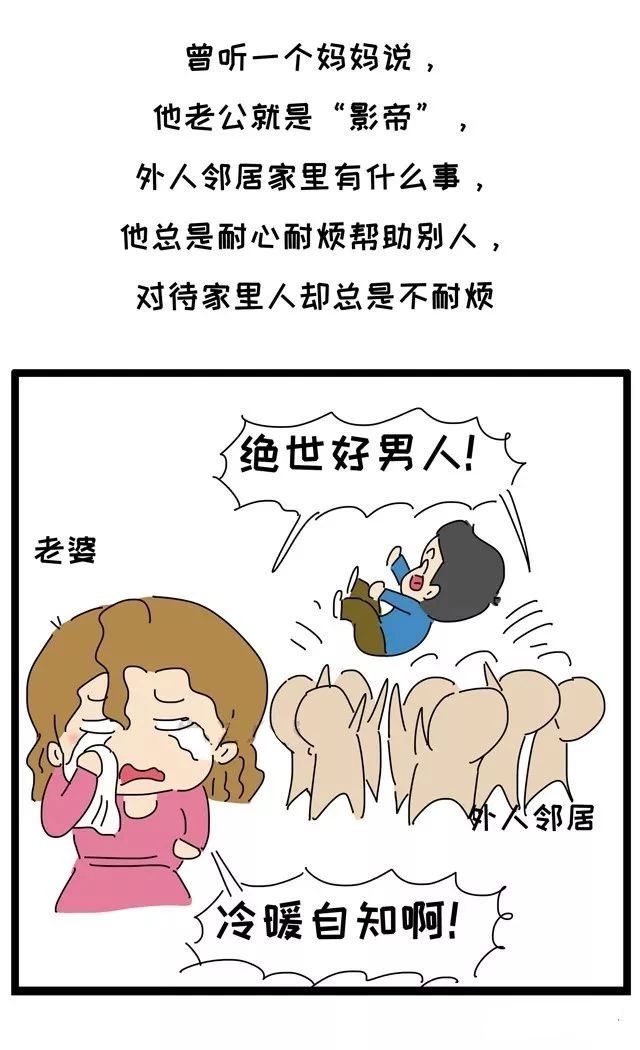 曾听一个妈妈说，
他老公就是“影帝”，
外人邻居家里有什么事，
他总是耐心耐烦帮助别人，
对待家里人却总是不耐烦
绝世好男人！
老婆
外人邻居
冷暖自知啊！